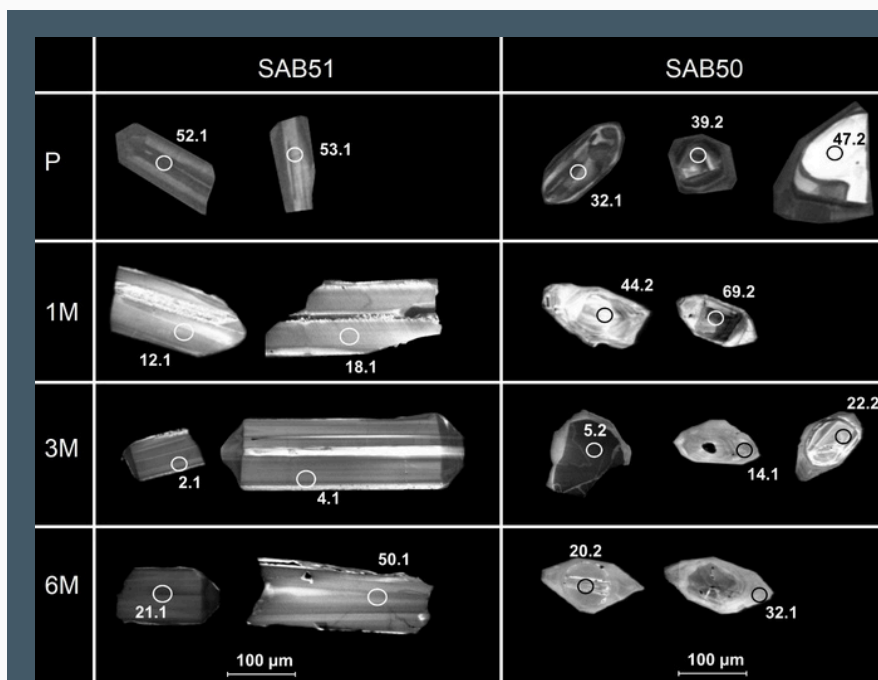 SAB51 SAB50
P 52.1 53.1 32.1 39.2 47.2
1M 12.1 18.1 44.2 69.2
3M 2.1 4.1 5.2 14.1 22.2
6M 21.1 50.1 20.2 32.1
100 µm 100 µm